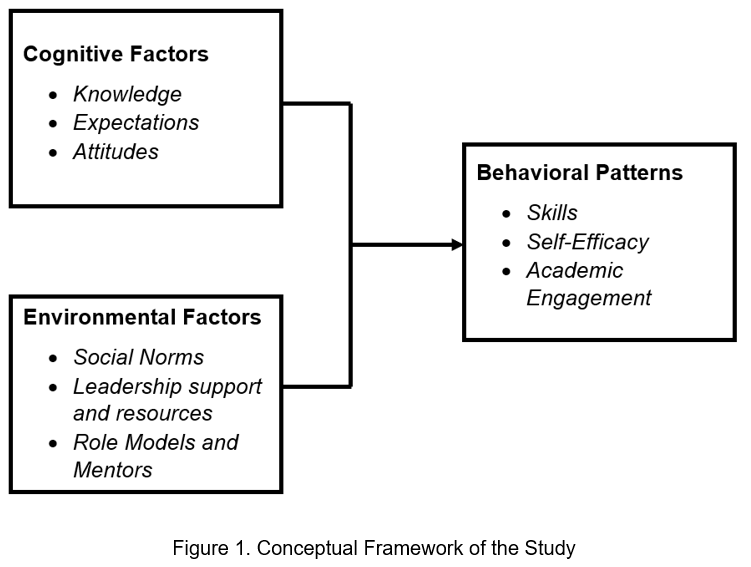 Cognitive Factors
• Knowledge
• Expectations
• Attitudes
Environmental Factors
• Social Norms
• Leadership support
and resources
• Role Models and
Mentors
Behavioral Patterns
• Skills
• Self-Efficacy
• Academic
Engagement
Figure 1. Conceptual Framework of the Study